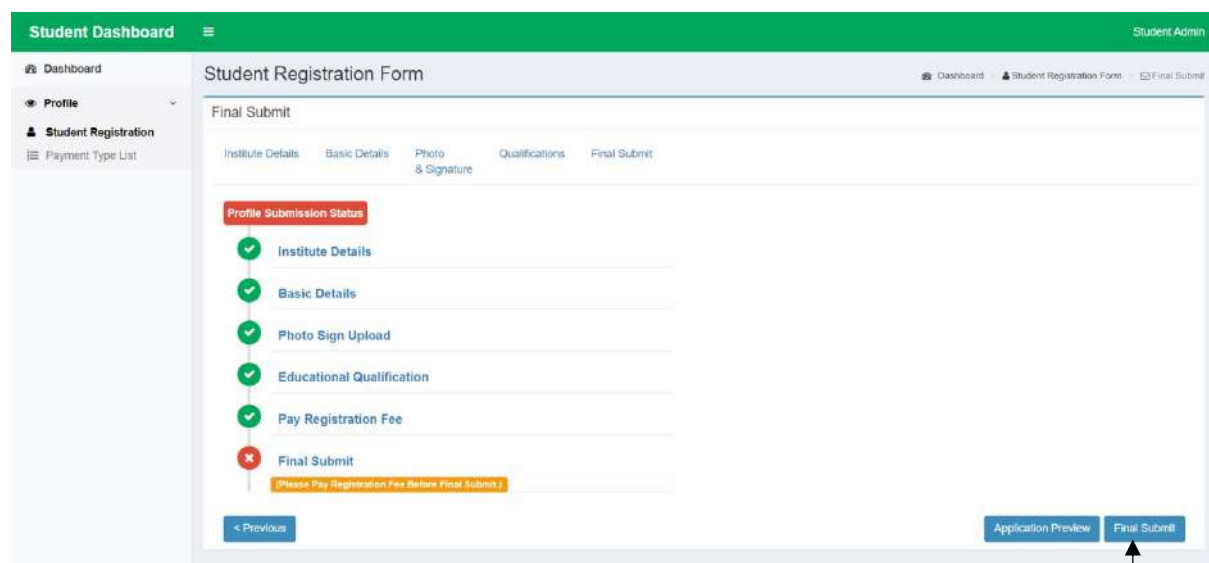 Student Dashboard
Student Admin
Dashboard
Student Registration Form
Dashboard
Student Registration Form
Final Submit
Profile
Final Submit
Student Registration
Payment Type List
Institute Details
Basic Details
Photo
& Signature
Qualifications
Final Submit
Profile Submission Status
Institute Details
Basic Details
Photo Sign Upload
Educational Qualification
Pay Registration Fee
Final Submit
(Please Pay Registration Fee Before Final Submit.)
< Previous
Application Preview
Final Submit